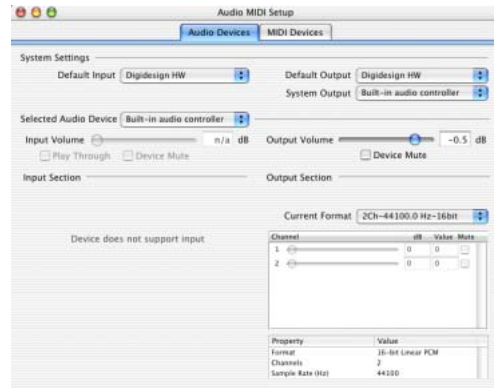 Audio MIDI Setup
Audio Devices MIDI Devices
System Settings
Default Input Digidesign HW Default Output Digidesign HW
System Output Built-in audio controller
Selected Audio Device Built-in audio controller
Input Volume n/a dB Output Volume -0.5 dB
Play Through Device Mute Device Mute
Input Section Output Section
Current Format 2Ch-44100.0 Hz-16bit
Device does not support input
Channel dB Value Mute
1 0 0
2 0 0
Property Value
Format 16-bit Linear PCM
Channels 2
Sample Rate (Hz) 44100